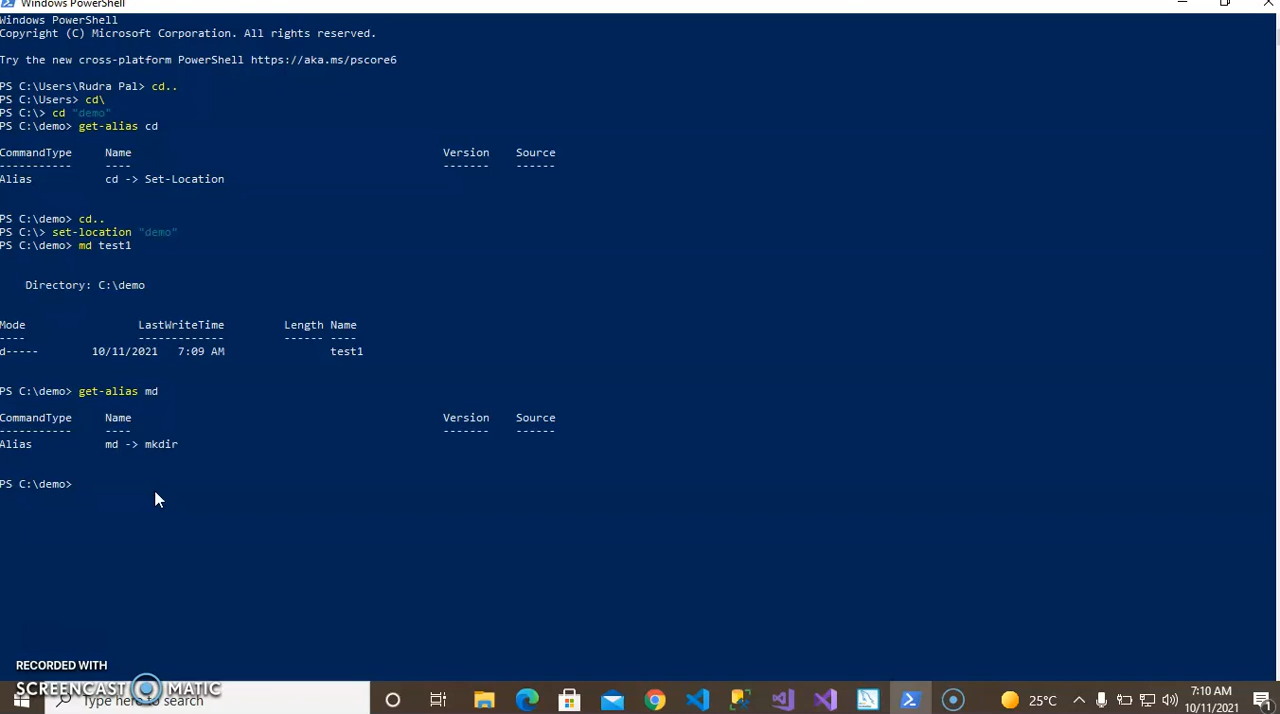 Windows PowerShell
Windows PowerShell
Copyright (C) Microsoft Corporation. All rights reserved.
Try the new cross-platform PowerShell https://aka.ms/pscore6
PS C:\Users\Rudra Pal> cd..
PS C:\Users> cd\
PS C:\> cd "demo"
PS C:\demo> get-alias cd
CommandType Name Version Source
----------- ---- ------- ------
Alias cd -> Set-Location
PS C:\demo> cd..
PS C:\> set-location "demo"
PS C:\demo> md test1
Directory: C:\demo
Mode LastWriteTime Length Name
---- ------------- ------ ----
d----- 10/11/2021 7:09 AM test1
PS C:\demo> get-alias md
CommandType Name Version Source
----------- ---- ------- ------
Alias md -> mkdir
PS C:\demo>
RECORDED WITH
SCREENCAST MATIC
Type here to search
25°C
7:10 AM
10/11/2021
1